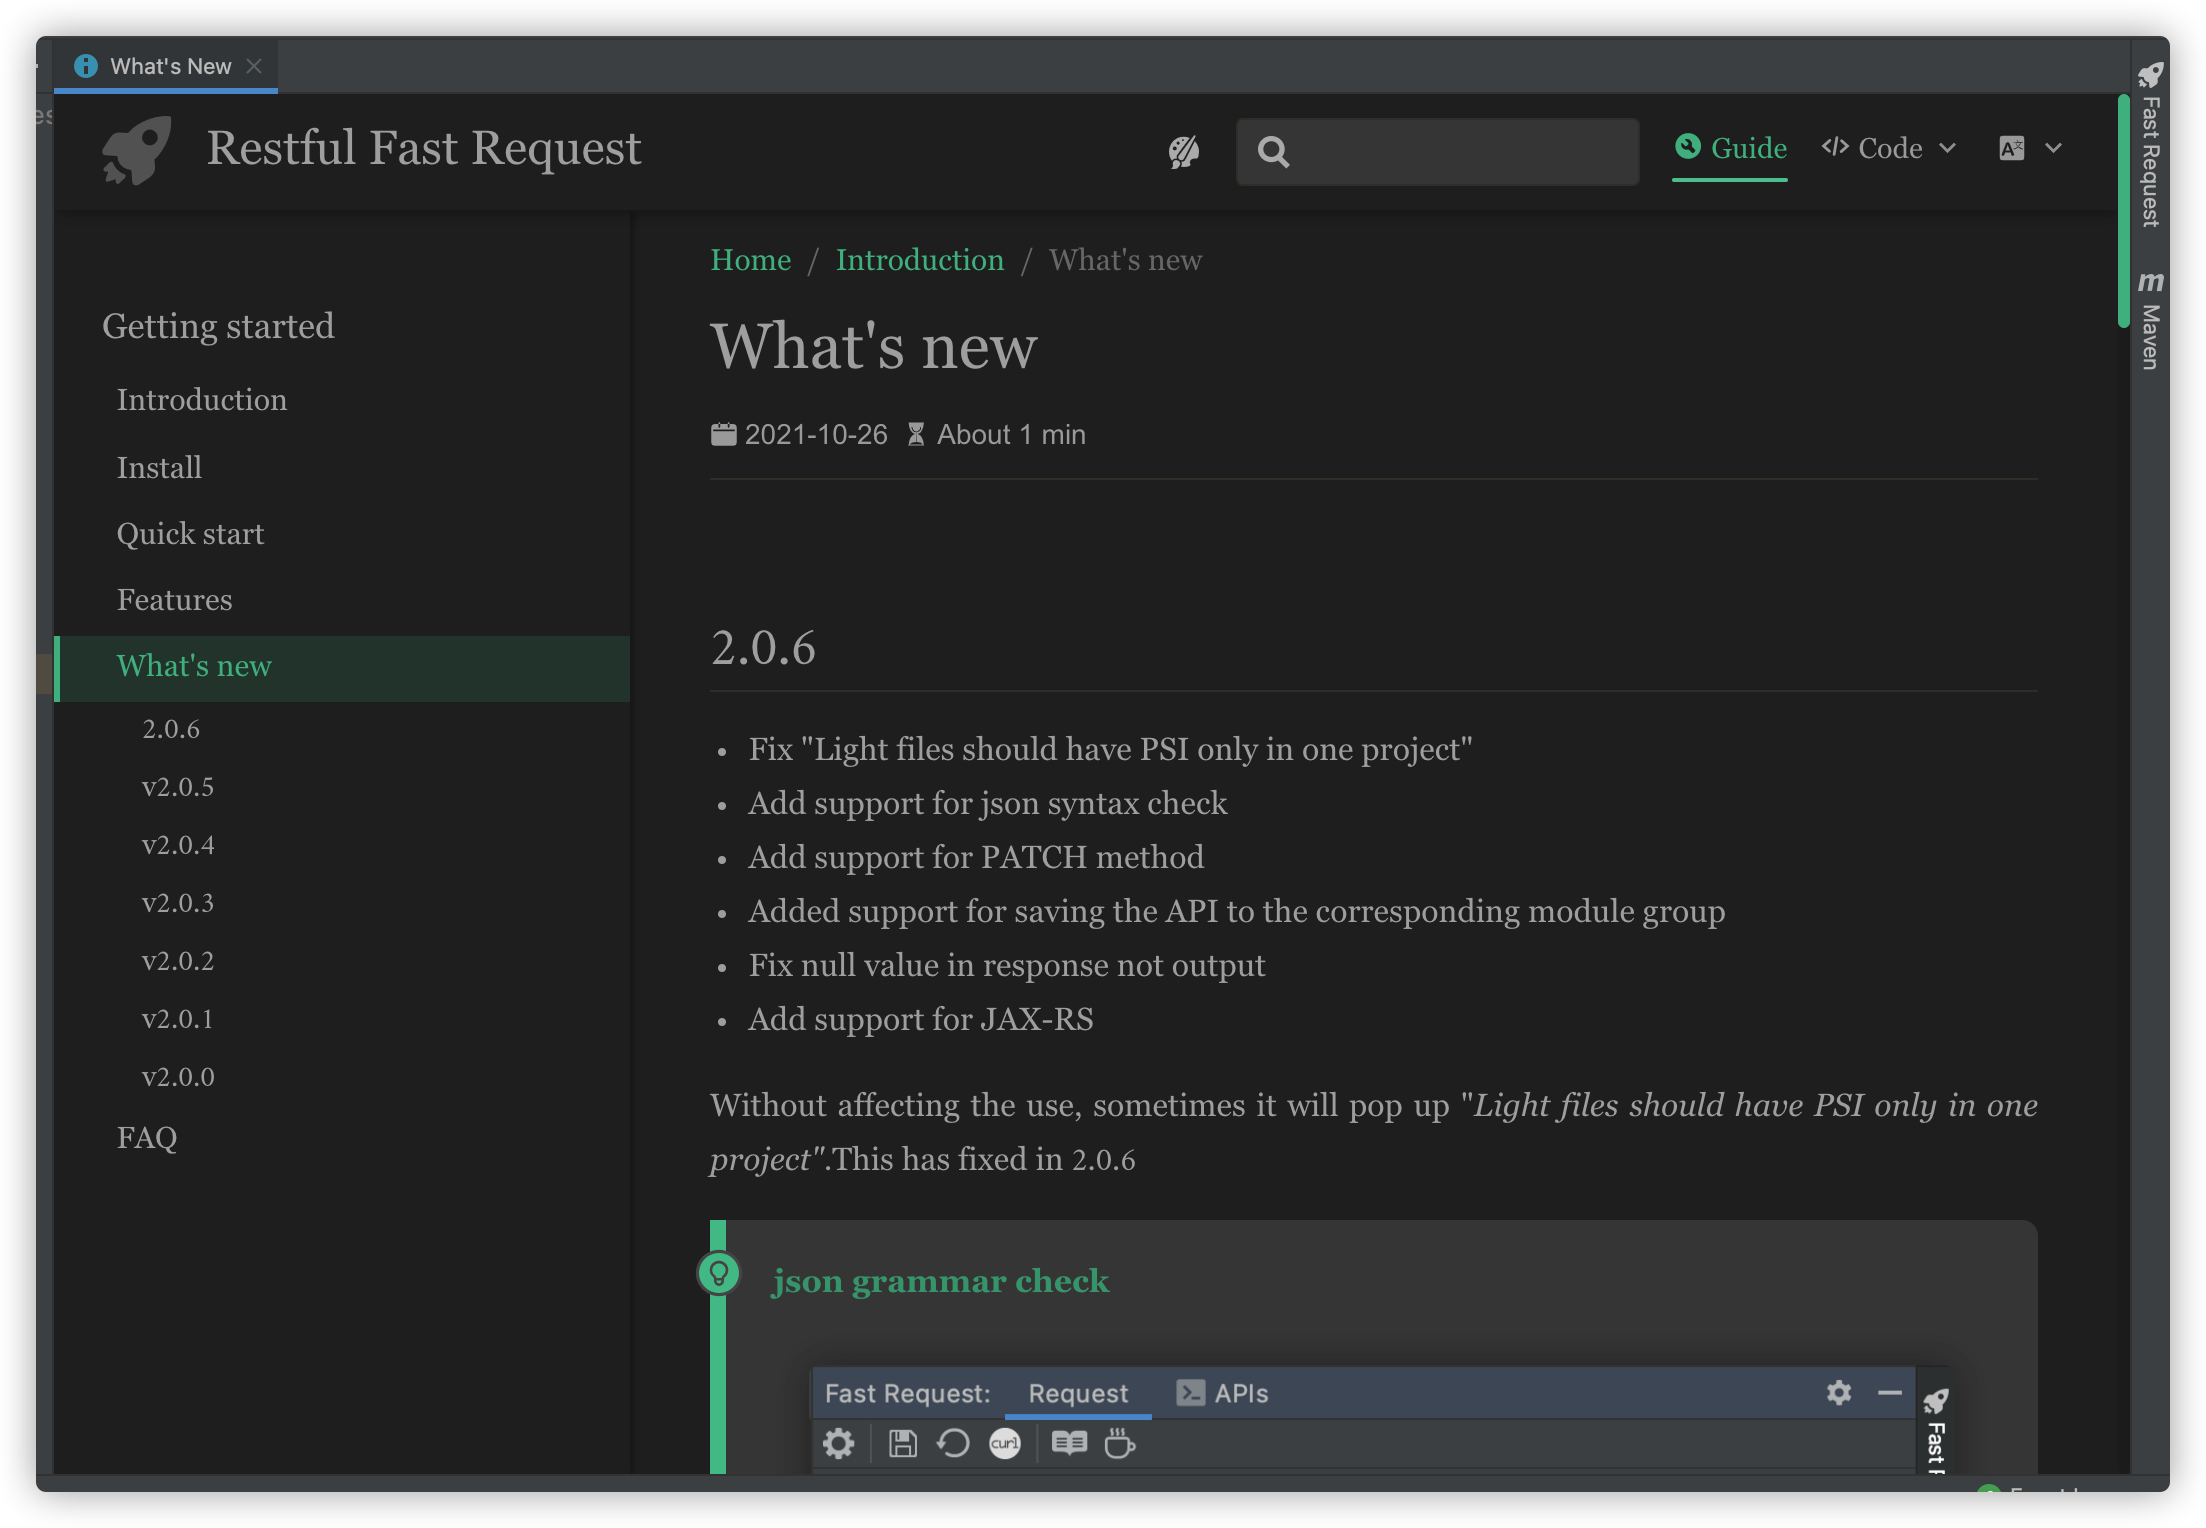 What's New
Restful Fast Request
Guide
Code
Fast Request
Maven
Getting started
Introduction
Install
Quick start
Features
What's new
2.0.6
v2.0.5
v2.0.4
v2.0.3
v2.0.2
v2.0.1
v2.0.0
FAQ
Home / Introduction / What's new
What's new
2021-10-26 About 1 min
2.0.6
• Fix "Light files should have PSI only in one project"
• Add support for json syntax check
• Add support for PATCH method
• Added support for saving the API to the corresponding module group
• Fix null value in response not output
• Add support for JAX-RS
Without affecting the use, sometimes it will pop up "Light files should have PSI only in one
project".This has fixed in 2.0.6
json grammar check
Fast Request: Request APIs
curl
Fast